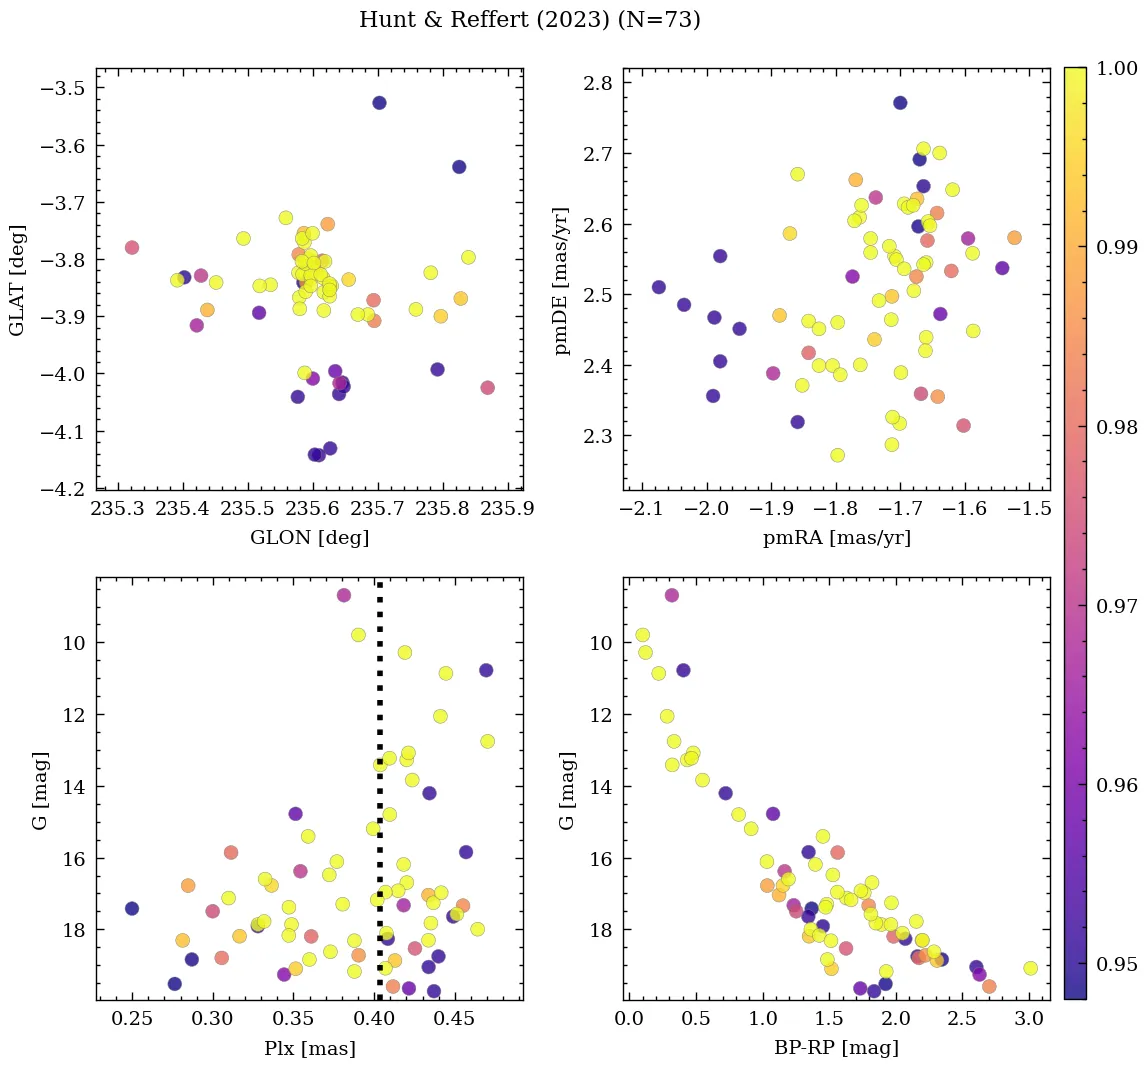 Hunt & Reffert (2023) (N=73)
−3.5
−3.6
−3.7
−3.8
−3.9
−4.0
−4.1
−4.2
GLAT [deg]
235.3 235.4 235.5 235.6 235.7 235.8 235.9
GLON [deg]
2.8
2.7
2.6
2.5
2.4
2.3
pmDE [mas/yr]
−2.1 −2.0 −1.9 −1.8 −1.7 −1.6 −1.5
pmRA [mas/yr]
10
12
14
16
18
G [mag]
0.25 0.30 0.35 0.40 0.45
Plx [mas]
10
12
14
16
18
G [mag]
0.0 0.5 1.0 1.5 2.0 2.5 3.0
BP-RP [mag]
1.00
0.99
0.98
0.97
0.96
0.95